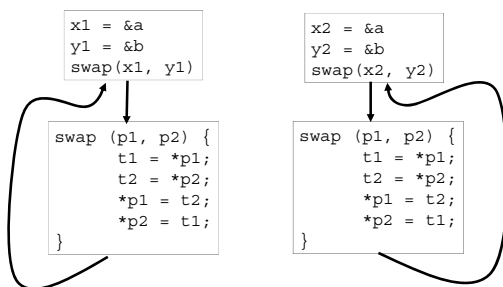 x1 = &a
y1 = &b
swap(x1, y1)
swap (p1, p2) {
t1 = *p1;
t2 = *p2;
*p1 = t2;
*p2 = t1;
}
x2 = &a
y2 = &b
swap(x2, y2)
swap (p1, p2) {
t1 = *p1;
t2 = *p2;
*p1 = t2;
*p2 = t1;
}